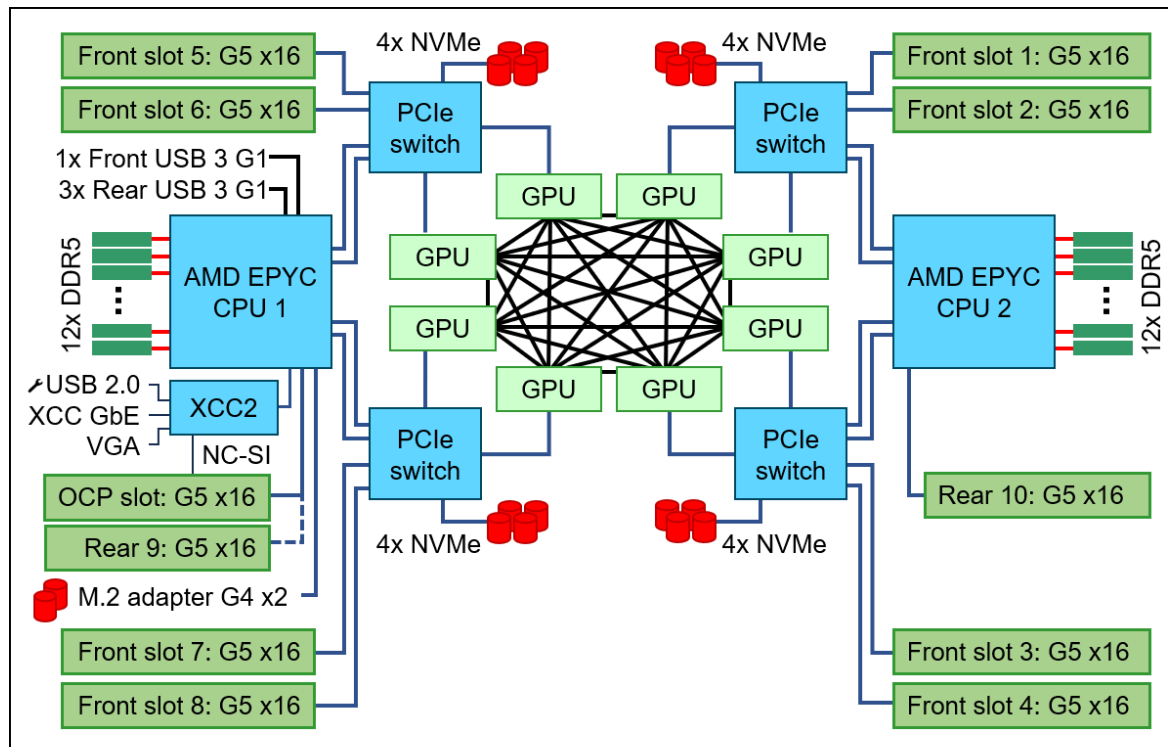 Front slot 5: G5 x16
4x NVMe
4x NVMe
Front slot 1: G5 x16
Front slot 6: G5 x16
PCIe
switch
PCIe
switch
Front slot 2: G5 x16
1x Front USB 3 G1
3x Rear USB 3 G1
GPU
GPU
12x DDR5
AMD EPYC
CPU 1
GPU
GPU
AMD EPYC
CPU 2
12x DDR5
GPU
GPU
GPU
GPU
USB 2.0
XCC GbE
VGA
XCC2
NC-SI
PCIe
switch
PCIe
switch
OCP slot: G5 x16
Rear 10: G5 x16
Rear 9: G5 x16
4x NVMe
4x NVMe
M.2 adapter G4 x2
Front slot 7: G5 x16
Front slot 3: G5 x16
Front slot 8: G5 x16
Front slot 4: G5 x16